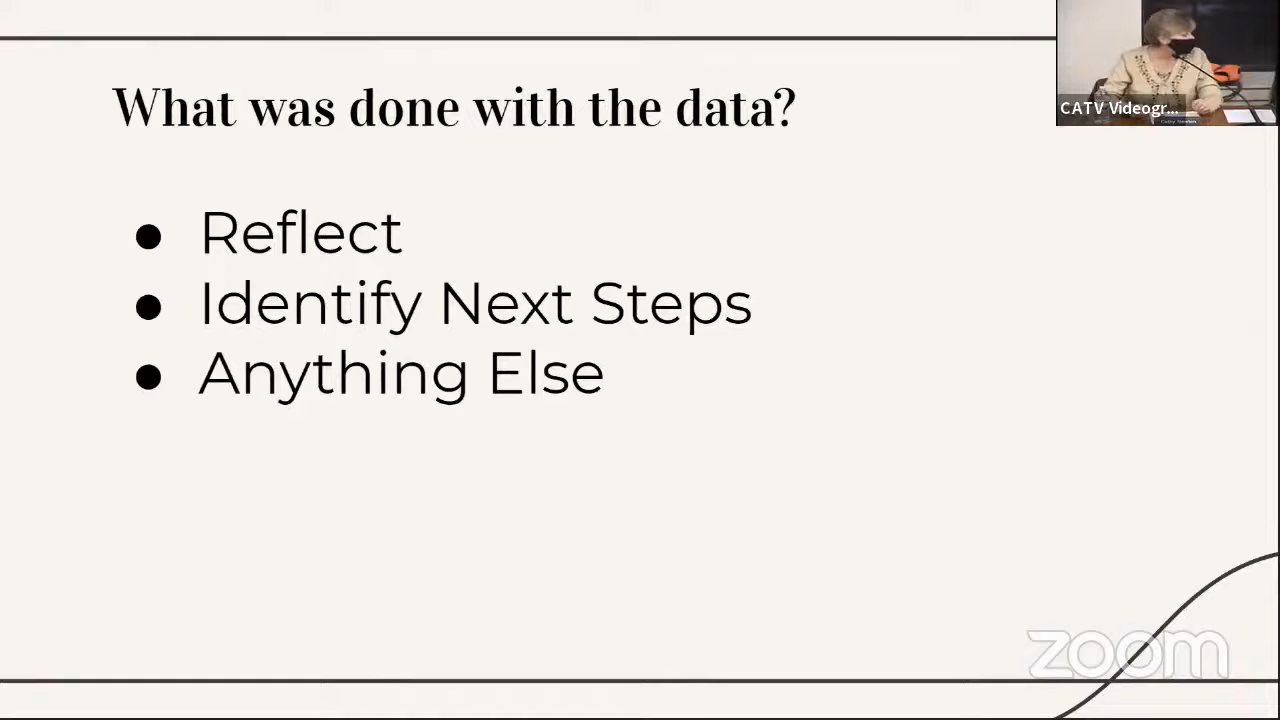 What was done with the data?
● Reflect
● Identify Next Steps
● Anything Else
CATV Videogr...
zoom